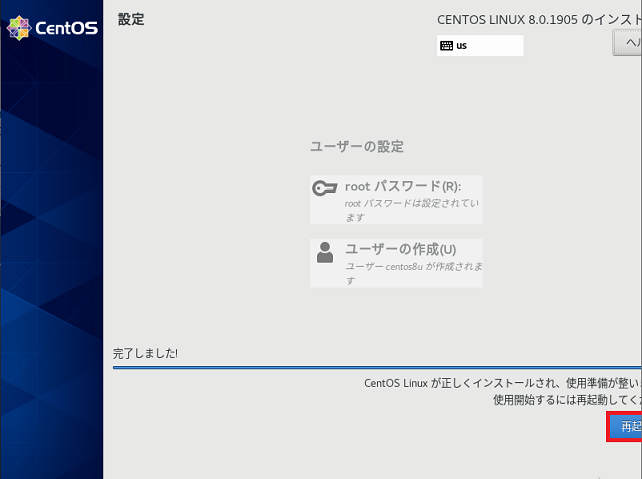 CentOS
設定
CENTOS LINUX 8.0.1905 のインスト
us
ヘル
ユーザーの設定
root パスワード(R):
root パスワードは設定されてい
ます
ユーザーの作成(U)
ユーザー centos8u が作成されま
す
完了しました!
CentOS Linux が正しくインストールされ、使用準備が整い
使用開始するには再起動してくだ
再起